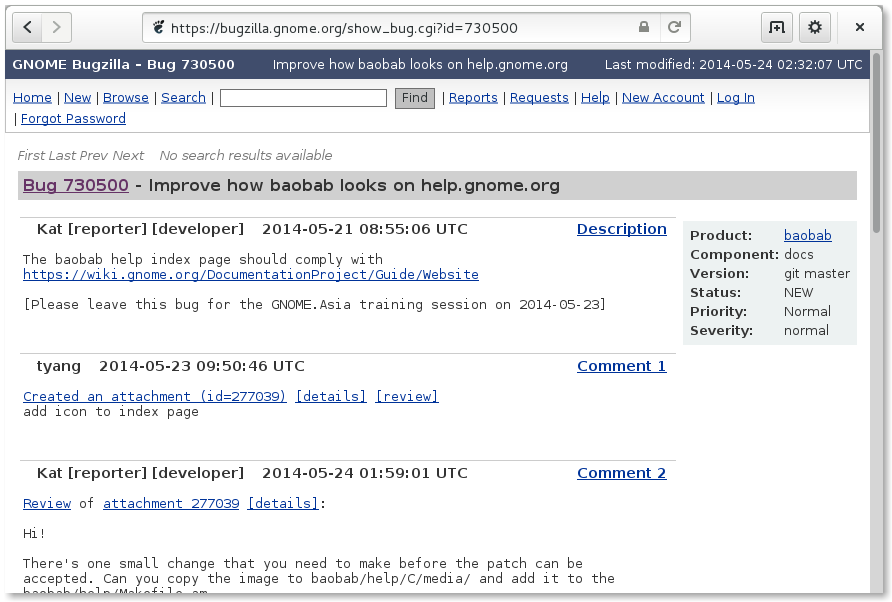 https://bugzilla.gnome.org/show_bug.cgi?id=730500
GNOME Bugzilla – Bug 730500 Improve how baobab looks on help.gnome.org Last modified: 2014-05-24 02:32:07 UTC
Home | New | Browse | Search | Find | Reports | Requests | Help | New Account | Log In
| Forgot Password
First Last Prev Next No search results available
Bug 730500 - Improve how baobab looks on help.gnome.org
Kat [reporter] [developer] 2014-05-21 08:55:06 UTC Description
The baobab help index page should comply with
https://wiki.gnome.org/DocumentationProject/Guide/Website
[Please leave this bug for the GNOME.Asia training session on 2014-05-23]
Product: baobab
Component: docs
Version: git master
Status: NEW
Priority: Normal
Severity: normal
tyang 2014-05-23 09:50:46 UTC Comment 1
Created an attachment (id=277039) [details] [review]
add icon to index page
Kat [reporter] [developer] 2014-05-24 01:59:01 UTC Comment 2
Review of attachment 277039 [details]:
Hi!
There's one small change that you need to make before the patch can be
accepted. Can you copy the image to baobab/help/C/media/ and add it to the
baobab/help/Makefile.am